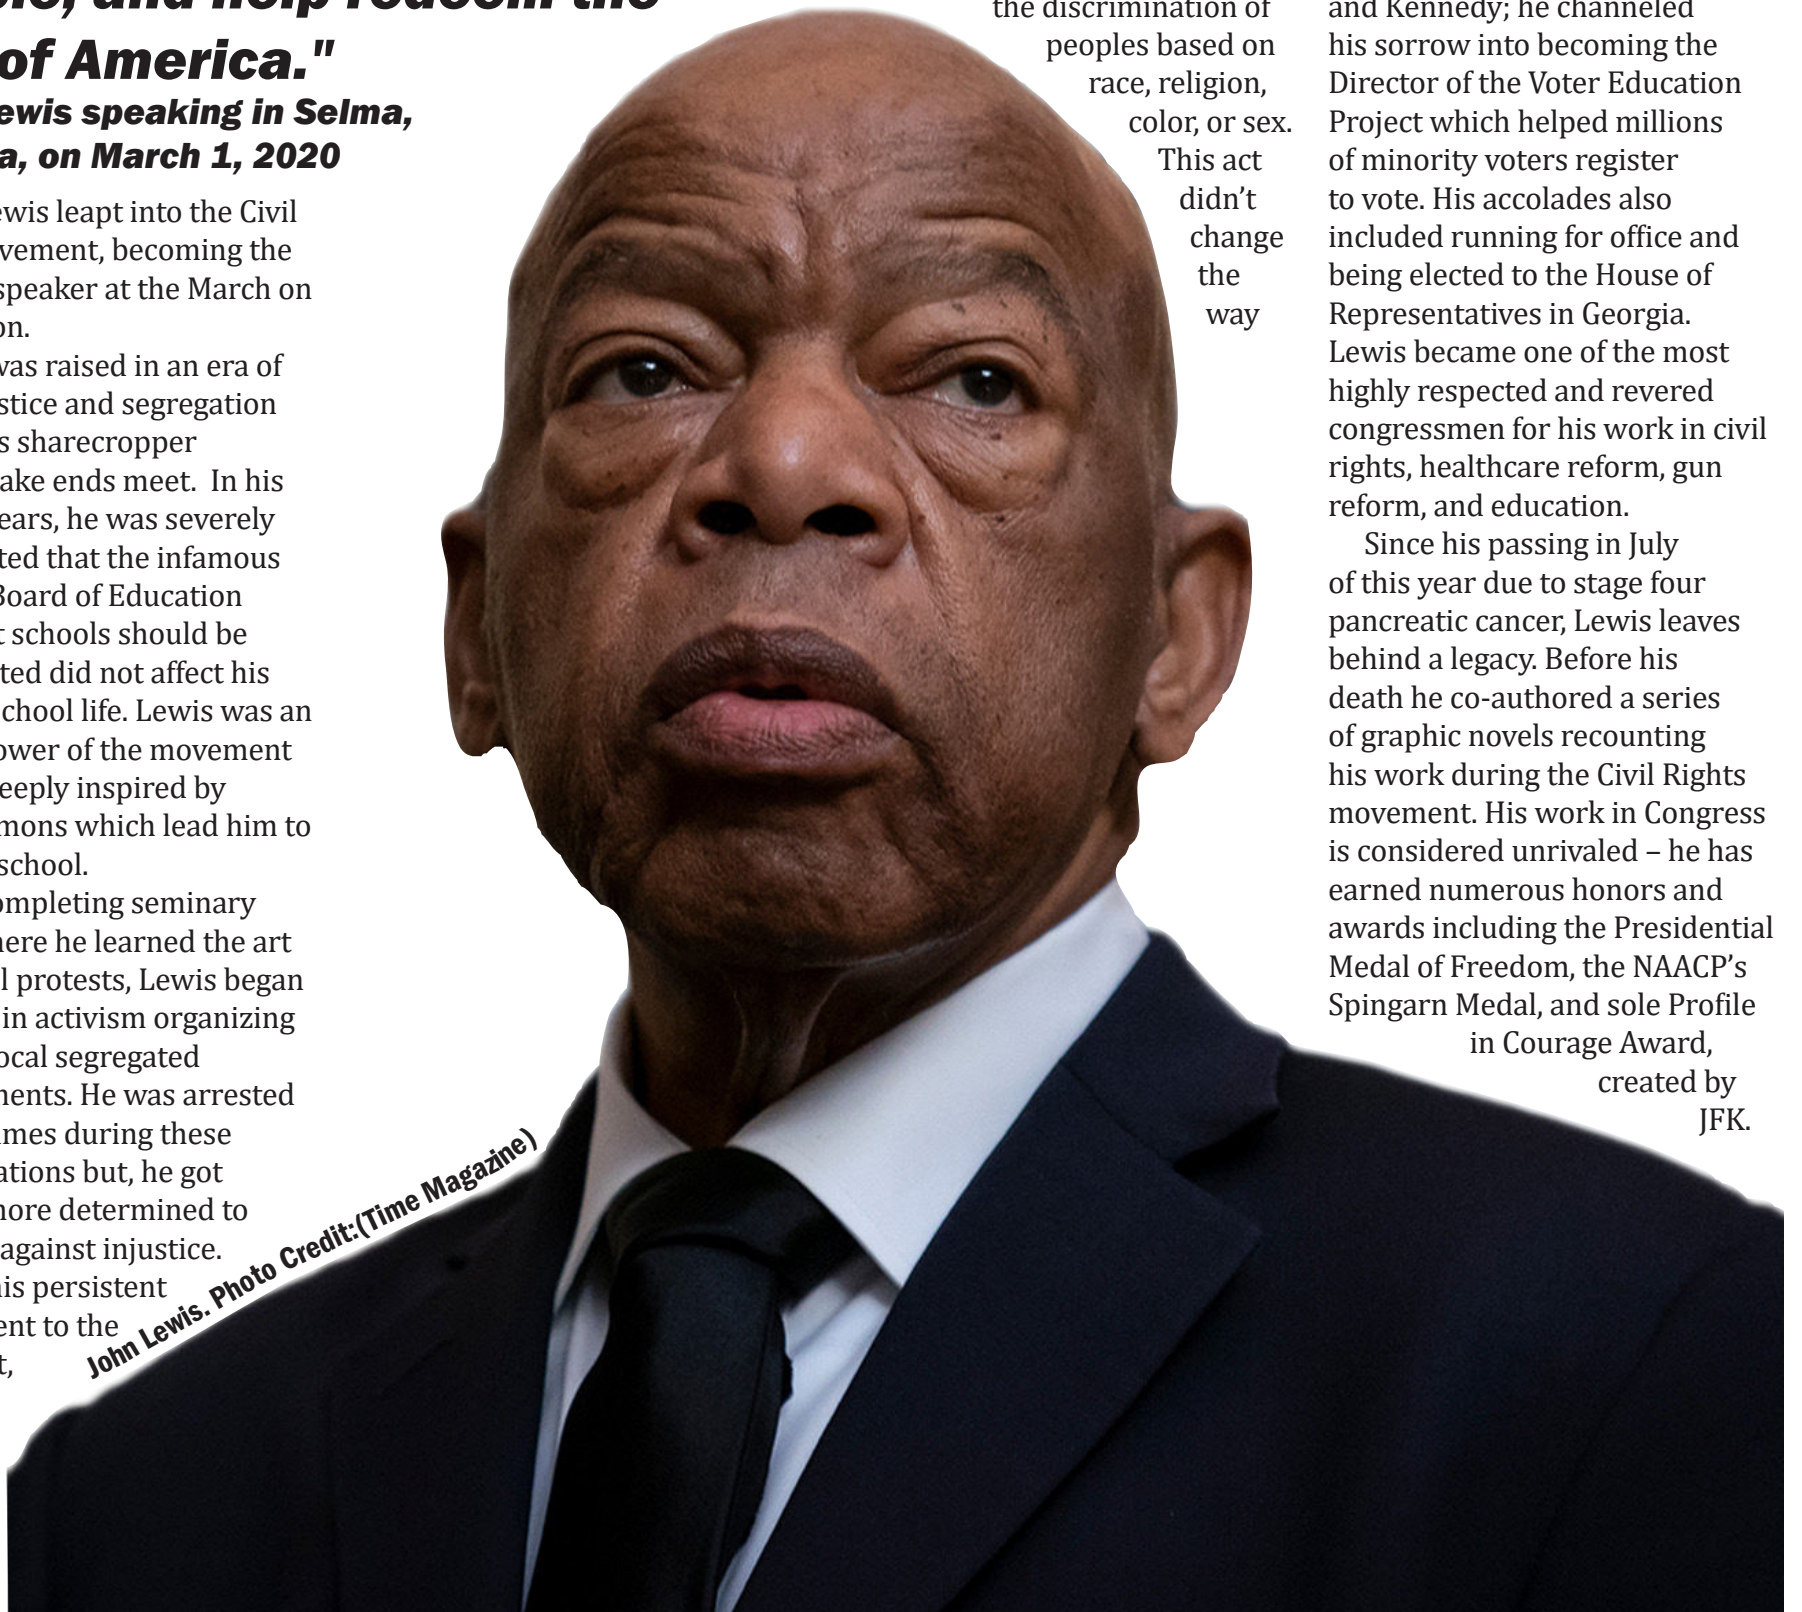 and help redeem the
of America."
ewis speaking in Selma,
a, on March 1, 2020
ewis leapt into the Civil
vement, becoming the
speaker at the March on
on.
was raised in an era of
stice and segregation
s sharecropper
ake ends meet.  In his
ears, he was severely
ted that the infamous
Board of Education
t schools should be
ted did not affect his
school life. Lewis was an
ower of the movement
eeply inspired by
mons which lead him to
school.
ompleting seminary
here he learned the art
l protests, Lewis began
in activism organizing
ocal segregated
ments. He was arrested
imes during these
ations but, he got
more determined to
against injustice.
his persistent
ent to the
t,
John Lewis. Photo Credit:(Time Magazine)
the discrimination of
peoples based on
race, religion,
color, or sex.
This act
didn’t
change
the
way
and Kennedy; he channeled
his sorrow into becoming the
Director of the Voter Education
Project which helped millions
of minority voters register
to vote. His accolades also
included running for office and
being elected to the House of
Representatives in Georgia.
Lewis became one of the most
highly respected and revered
congressmen for his work in civil
rights, healthcare reform, gun
reform, and education.
Since his passing in July
of this year due to stage four
pancreatic cancer, Lewis leaves
behind a legacy. Before his
death he co-authored a series
of graphic novels recounting
his work during the Civil Rights
movement. His work in Congress
is considered unrivaled – he has
earned numerous honors and
awards including the Presidential
Medal of Freedom, the NAACP’s
Spingarn Medal, and sole Profile
in Courage Award,
created by
JFK.